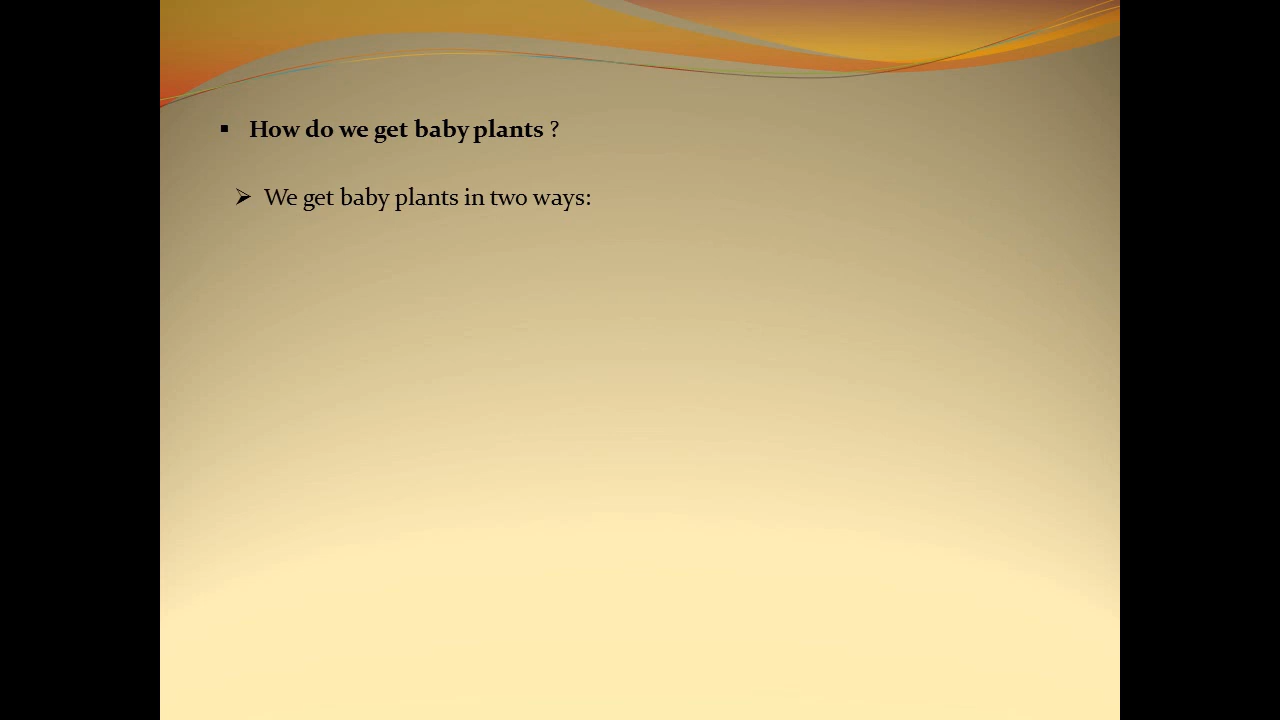 ▪ How do we get baby plants ?
➢ We get baby plants in two ways: